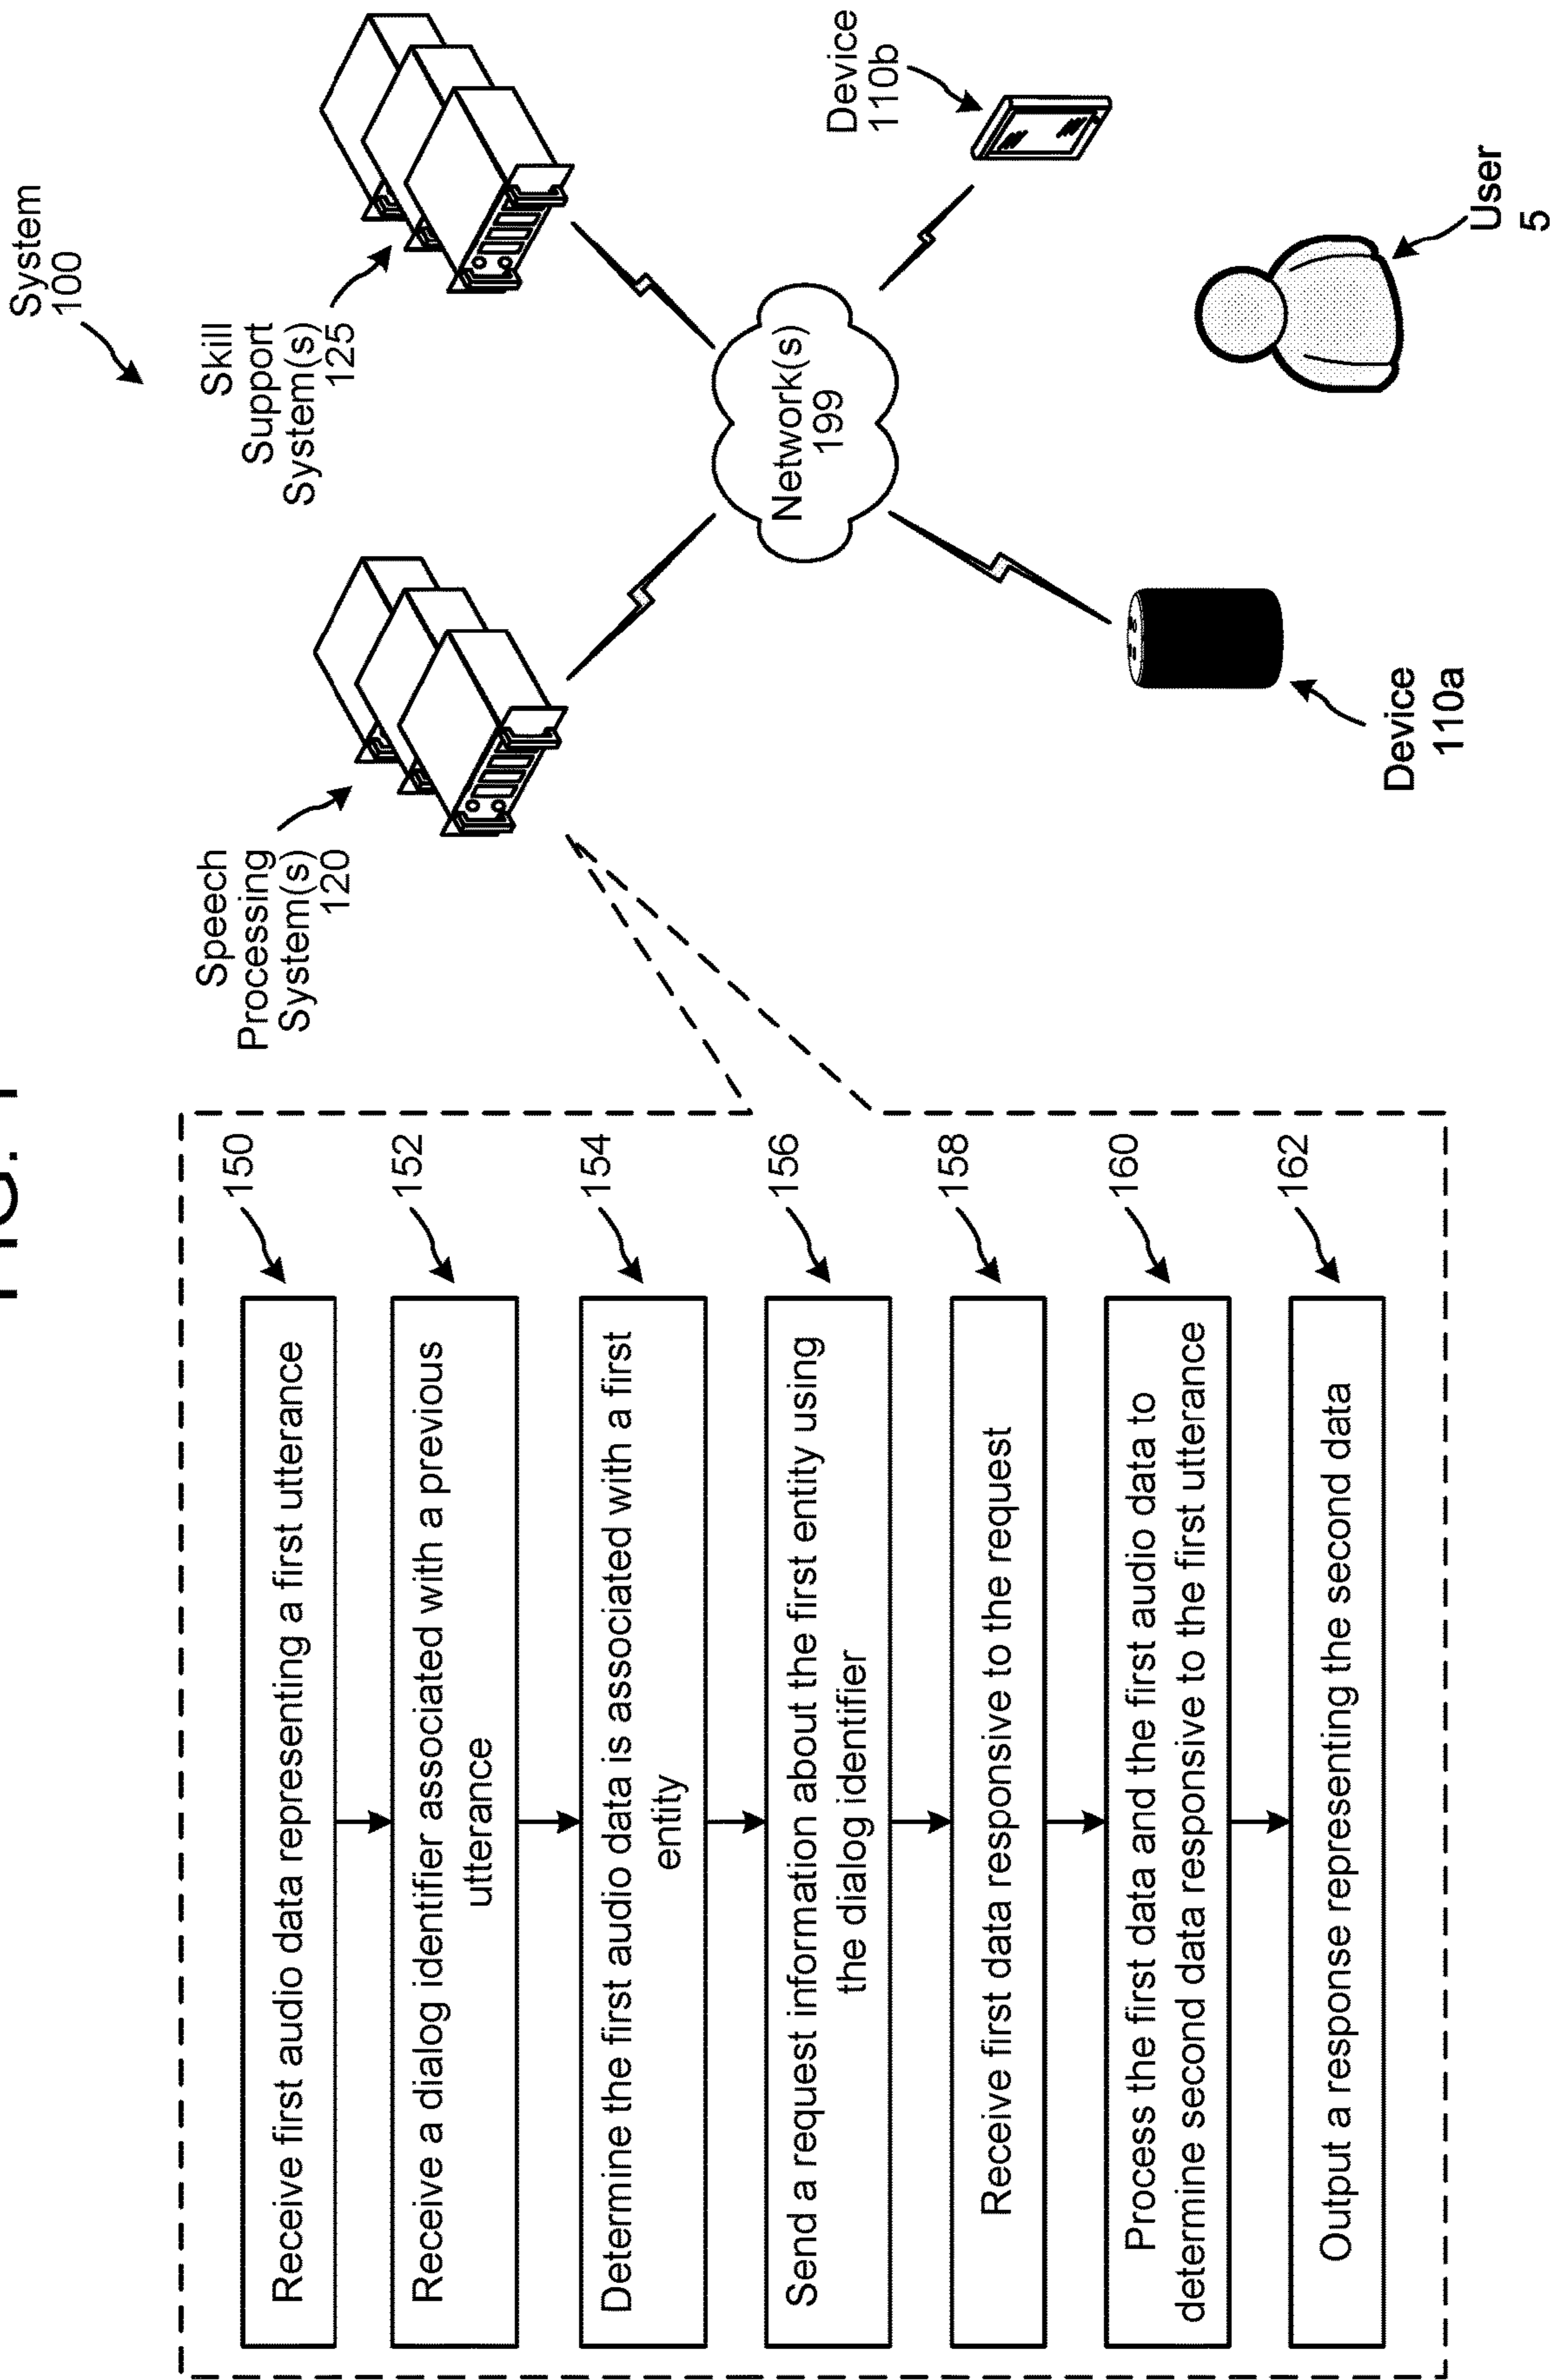 FIG. 1
System
100
Speech
Processing
System(s)
120
Skill
Support
System(s)
125
Network(s)
199
Device
110a
Device
110b
User
5
150
Receive first audio data representing a first utterance
152
Receive a dialog identifier associated with a previous
utterance
154
Determine the first audio data is associated with a first
entity
156
Send a request information about the first entity using
the dialog identifier
158
Receive first data responsive to the request
160
Process the first data and the first audio data to
determine second data responsive to the first utterance
162
Output a response representing the second data